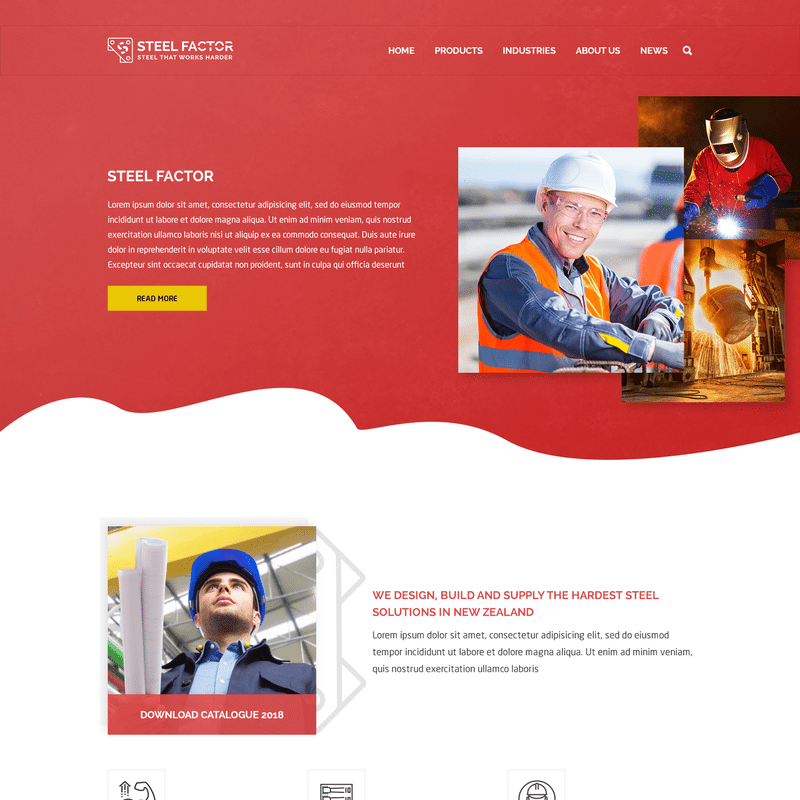 STEEL FACTOR
STEEL THAT WORKS HARDER
HOME PRODUCTS INDUSTRIES ABOUT US NEWS
STEEL FACTOR
Lorem ipsum dolor sit amet, consectetur adipisicing elit, sed do eiusmod tempor
incididunt ut labore et dolore magna aliqua. Ut enim ad minim veniam, quis nostrud
exercitation ullamco laboris nisi ut aliquip ex ea commodo consequat. Duis aute irure
dolor in reprehenderit in voluptate velit esse cillum dolore eu fugiat nulla pariatur.
Excepteur sint occaecat cupidatat non proident, sunt in culpa qui officia deserunt
READ MORE
DOWNLOAD CATALOGUE 2018
WE DESIGN, BUILD AND SUPPLY THE HARDEST STEEL
SOLUTIONS IN NEW ZEALAND
Lorem ipsum dolor sit amet, consectetur adipisicing elit, sed do eiusmod
tempor incididunt ut labore et dolore magna aliqua. Ut enim ad minim veniam,
quis nostrud exercitation ullamco laboris